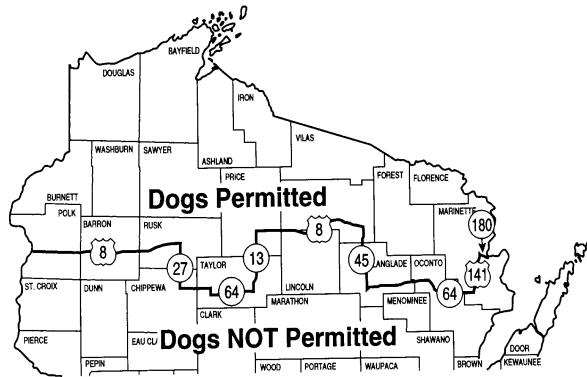 BAYFIELD
DOUGLAS
IRON
VILAS
WASHBURN
SAWYER
ASHLAND
PRICE
FOREST
FLORENCE
BURNETT
POLK
Dogs Permitted
MARINETTE
180
BARRON
RUSK
8
8
13
27
TAYLOR
45
LANGLADE
OCONTO
141
ST. CROIX
DUNN
CHIPPEWA
64
LINCOLN
64
MARATHON
MENOMINEE
CLARK
PIERCE
EAU CL
Dogs NOT Permitted
SHAWANO
DOOR
PEPIN
WOOD
PORTAGE
WAUPACA
BROWN
KEWAUNEE